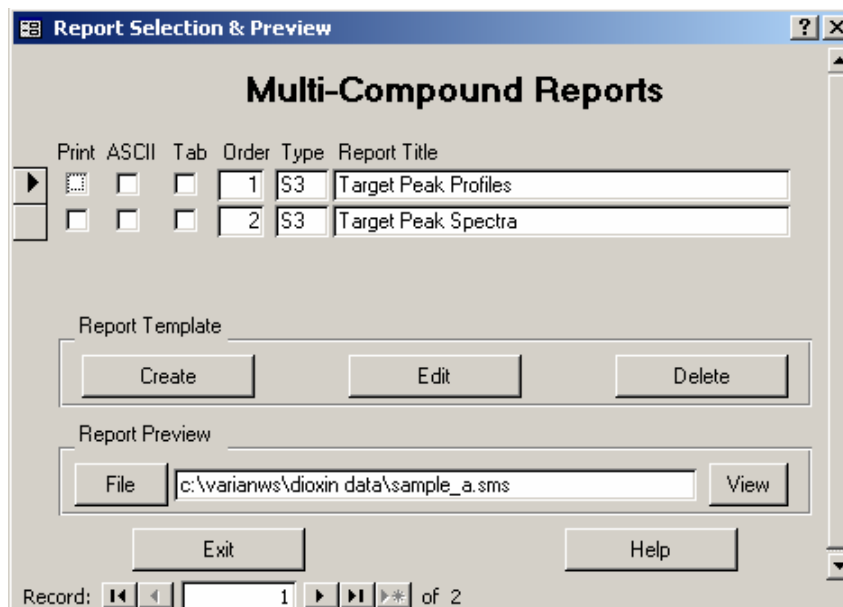 Report Selection & Preview
Multi-Compound Reports
Print ASCII Tab Order Type Report Title
1 S3 Target Peak Profiles
2 S3 Target Peak Spectra
Report Template
Create Edit Delete
Report Preview
File c:\varianws\dioxin data\sample_a.sms View
Exit Help
Record: 1 of 2